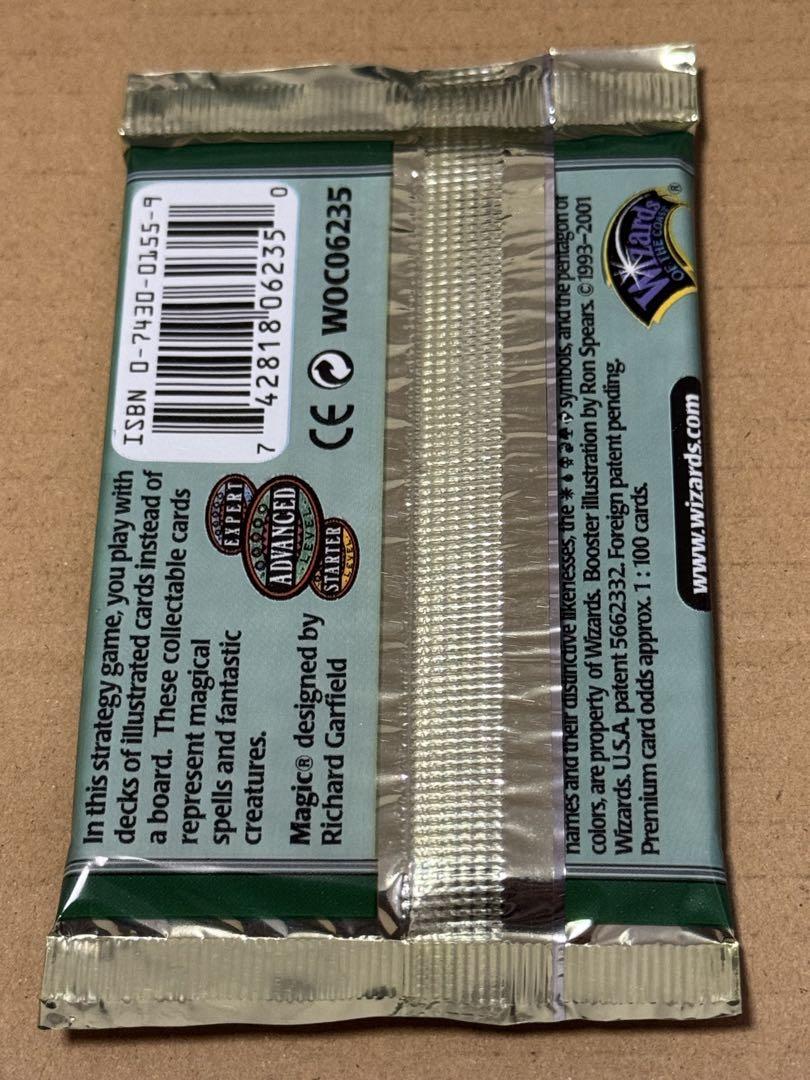 In this strategy game, you play with
decks of illustrated cards instead of
a board. These collectable cards
represent magical
spells and fantastic
creatures.
Magic® designed by
Richard Garfield
EXPERT
ADVANCED
LEVEL
STARTER
LEVEL
ISBN 0-7430-0155-9
7 42818 06235 0
CE WOC06235
names and their distinctive likenesses, the symbols, and the pentagon of
colors, are property of Wizards. Booster illustration by Ron Spears. ©1993–2001
Wizards. U.S.A. patent 5662332. Foreign patent pending.
Premium card odds approx. 1 : 100 cards.
Wizards
OF THE COAST
®
www.wizards.com